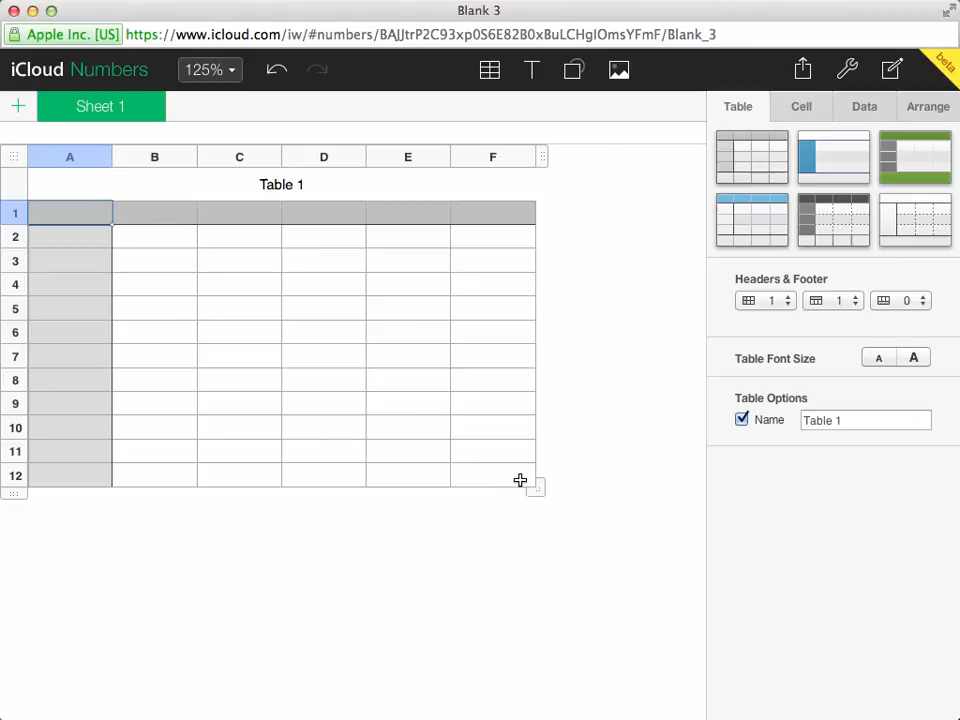 Blank 3
Apple Inc. [US] https://www.icloud.com/iw/#numbers/BAJJtrP2C93xp0S6E82B0xBuLCHglOmsYFmF/Blank_3
iCloud Numbers 125%
beta
+ Sheet 1
Table Cell Data Arrange
A B C D E F
Table 1
1
2
3
4
5
6
7
8
9
10
11
12
Headers & Footer
1 1 0
Table Font Size A A
Table Options
Name Table 1